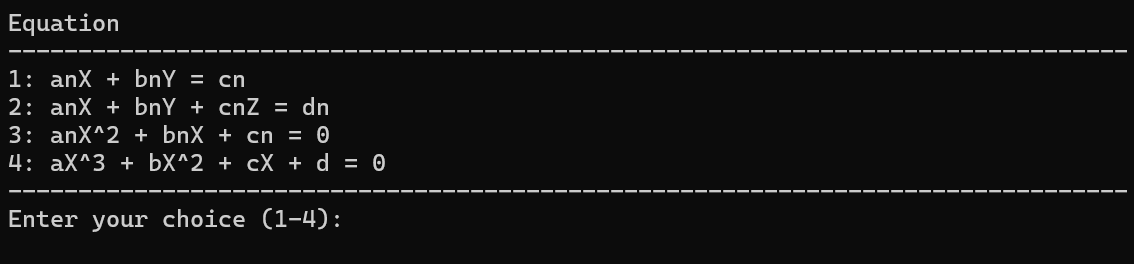 Equation
--------------------------------------------------------------------------------
1: anX + bnY = cn
2: anX + bnY + cnZ = dn
3: anX^2 + bnX + cn = 0
4: aX^3 + bX^2 + cX + d = 0
--------------------------------------------------------------------------------
Enter your choice (1-4):